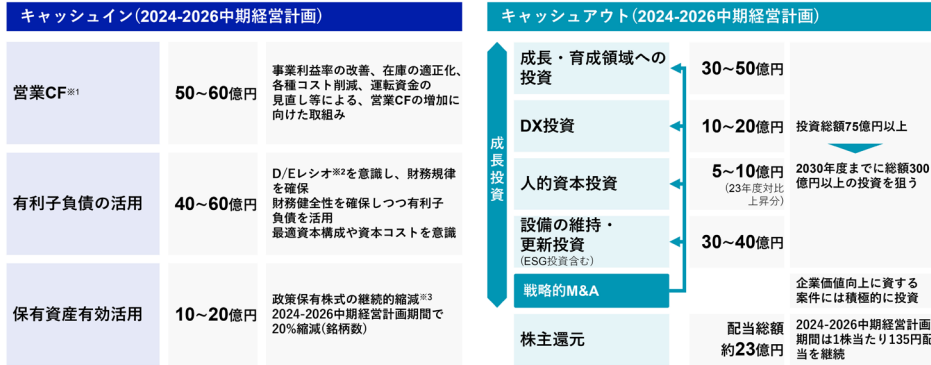 キャッシュイン(2024-2026中期経営計画)
営業CF※1
50~60億円
事業利益率の改善、在庫の適正化、
各種コスト削減、運転資金の
見直し等による、営業CFの増加に
向けた取組み
有利子負債の活用
40~60億円
D/Eレシオ※2を意識し、財務規律
を確保
財務健全性を確保しつつ有利子
負債を活用
最適資本構成や資本コストを意識
保有資産有効活用
10~20億円
政策保有株式の継続的縮減※3
2024-2026中期経営計画期間で
20%縮減(銘柄数)
キャッシュアウト(2024-2026中期経営計画)
成長投資
成長・育成領域への
投資
30~50億円
DX投資
10~20億円
人的資本投資
5~10億円
(23年度対比
上昇分)
設備の維持・
更新投資
(ESG投資含む)
30~40億円
投資総額75億円以上
2030年度までに総額300
億円以上の投資を狙う
戦略的M&A
企業価値向上に資する
案件には積極的に投資
株主還元
配当総額
約23億円
2024-2026中期経営計画
期間は1株当たり135円配
当を継続